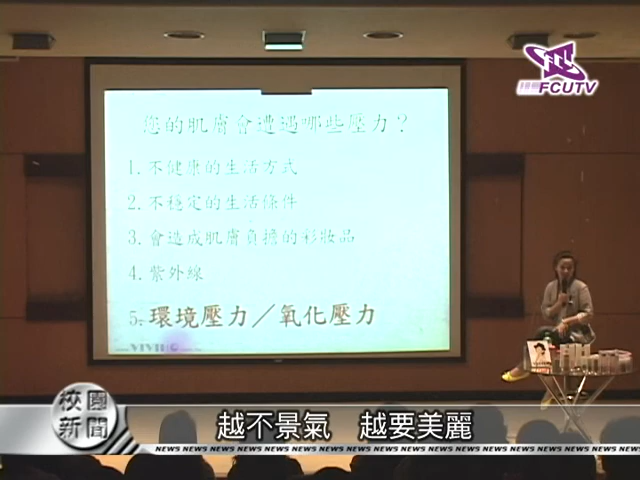 FCUTV
您的肌膚會遭遇哪些壓力？
1. 不健康的生活方式
2. 不穩定的生活條件
3. 會造成肌膚負擔的彩妝品
4. 紫外線
5. 環境壓力／氧化壓力
校園新聞
越不景氣 越要美麗
NEWS NEWS NEWS NEWS NEWS NEWS NEWS NEWS NEWS NEWS NEWS NEWS NEWS NEWS